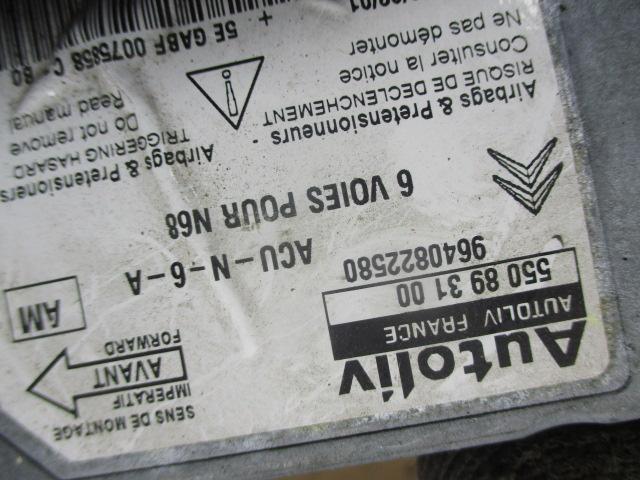 SENS DE MONTAGE
IMPERATIF
AVANT
FORWARD
AM
Autoliv
AUTOLIV FRANCE
550 89 31 00
9640822580
ACU-N-6-A
6 VOIES POUR N68
Airbags & Pretensionneurs
RISQUE DE DECLENCHEMENT
Consulter la notice
Ne pas démonter
Airbags & Pretensioners
TRIGGERING HASARD
Do not remove
Read manual
5E GABF 0075858 C 80